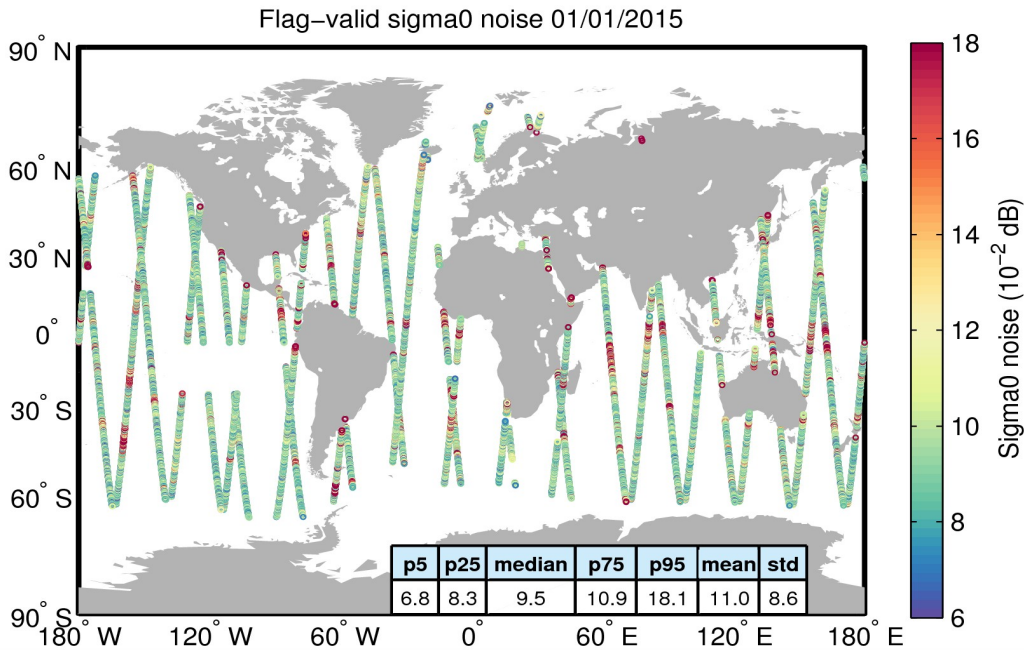 Flag−valid sigma0 noise 01/01/2015
90° N
60° N
30° N
0°
30° S
60° S
90° S
180° W 120° W 60° W 0° 60° E 120° E 180° E
p5 p25 median p75 p95 mean std
6.8 8.3 9.5 10.9 18.1 11.0 8.6
18
16
14
12
10
8
6
Sigma0 noise (10⁻² dB)